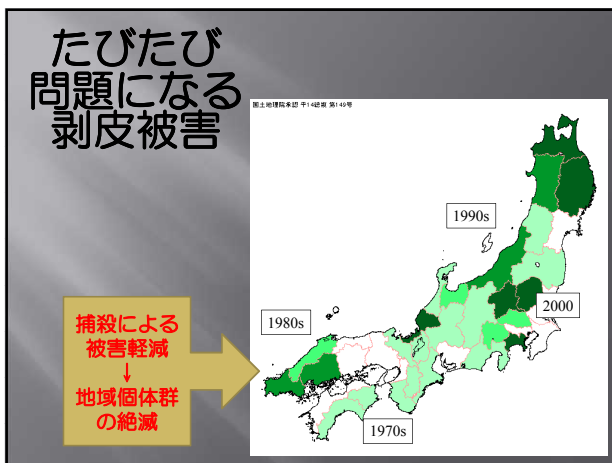 たびたび
問題になる
剥皮被害
国土地理院承認 平14総複 第149号
1990s
2000
1980s
1970s
捕殺による
被害軽減
↓
地域個体群
の絶滅